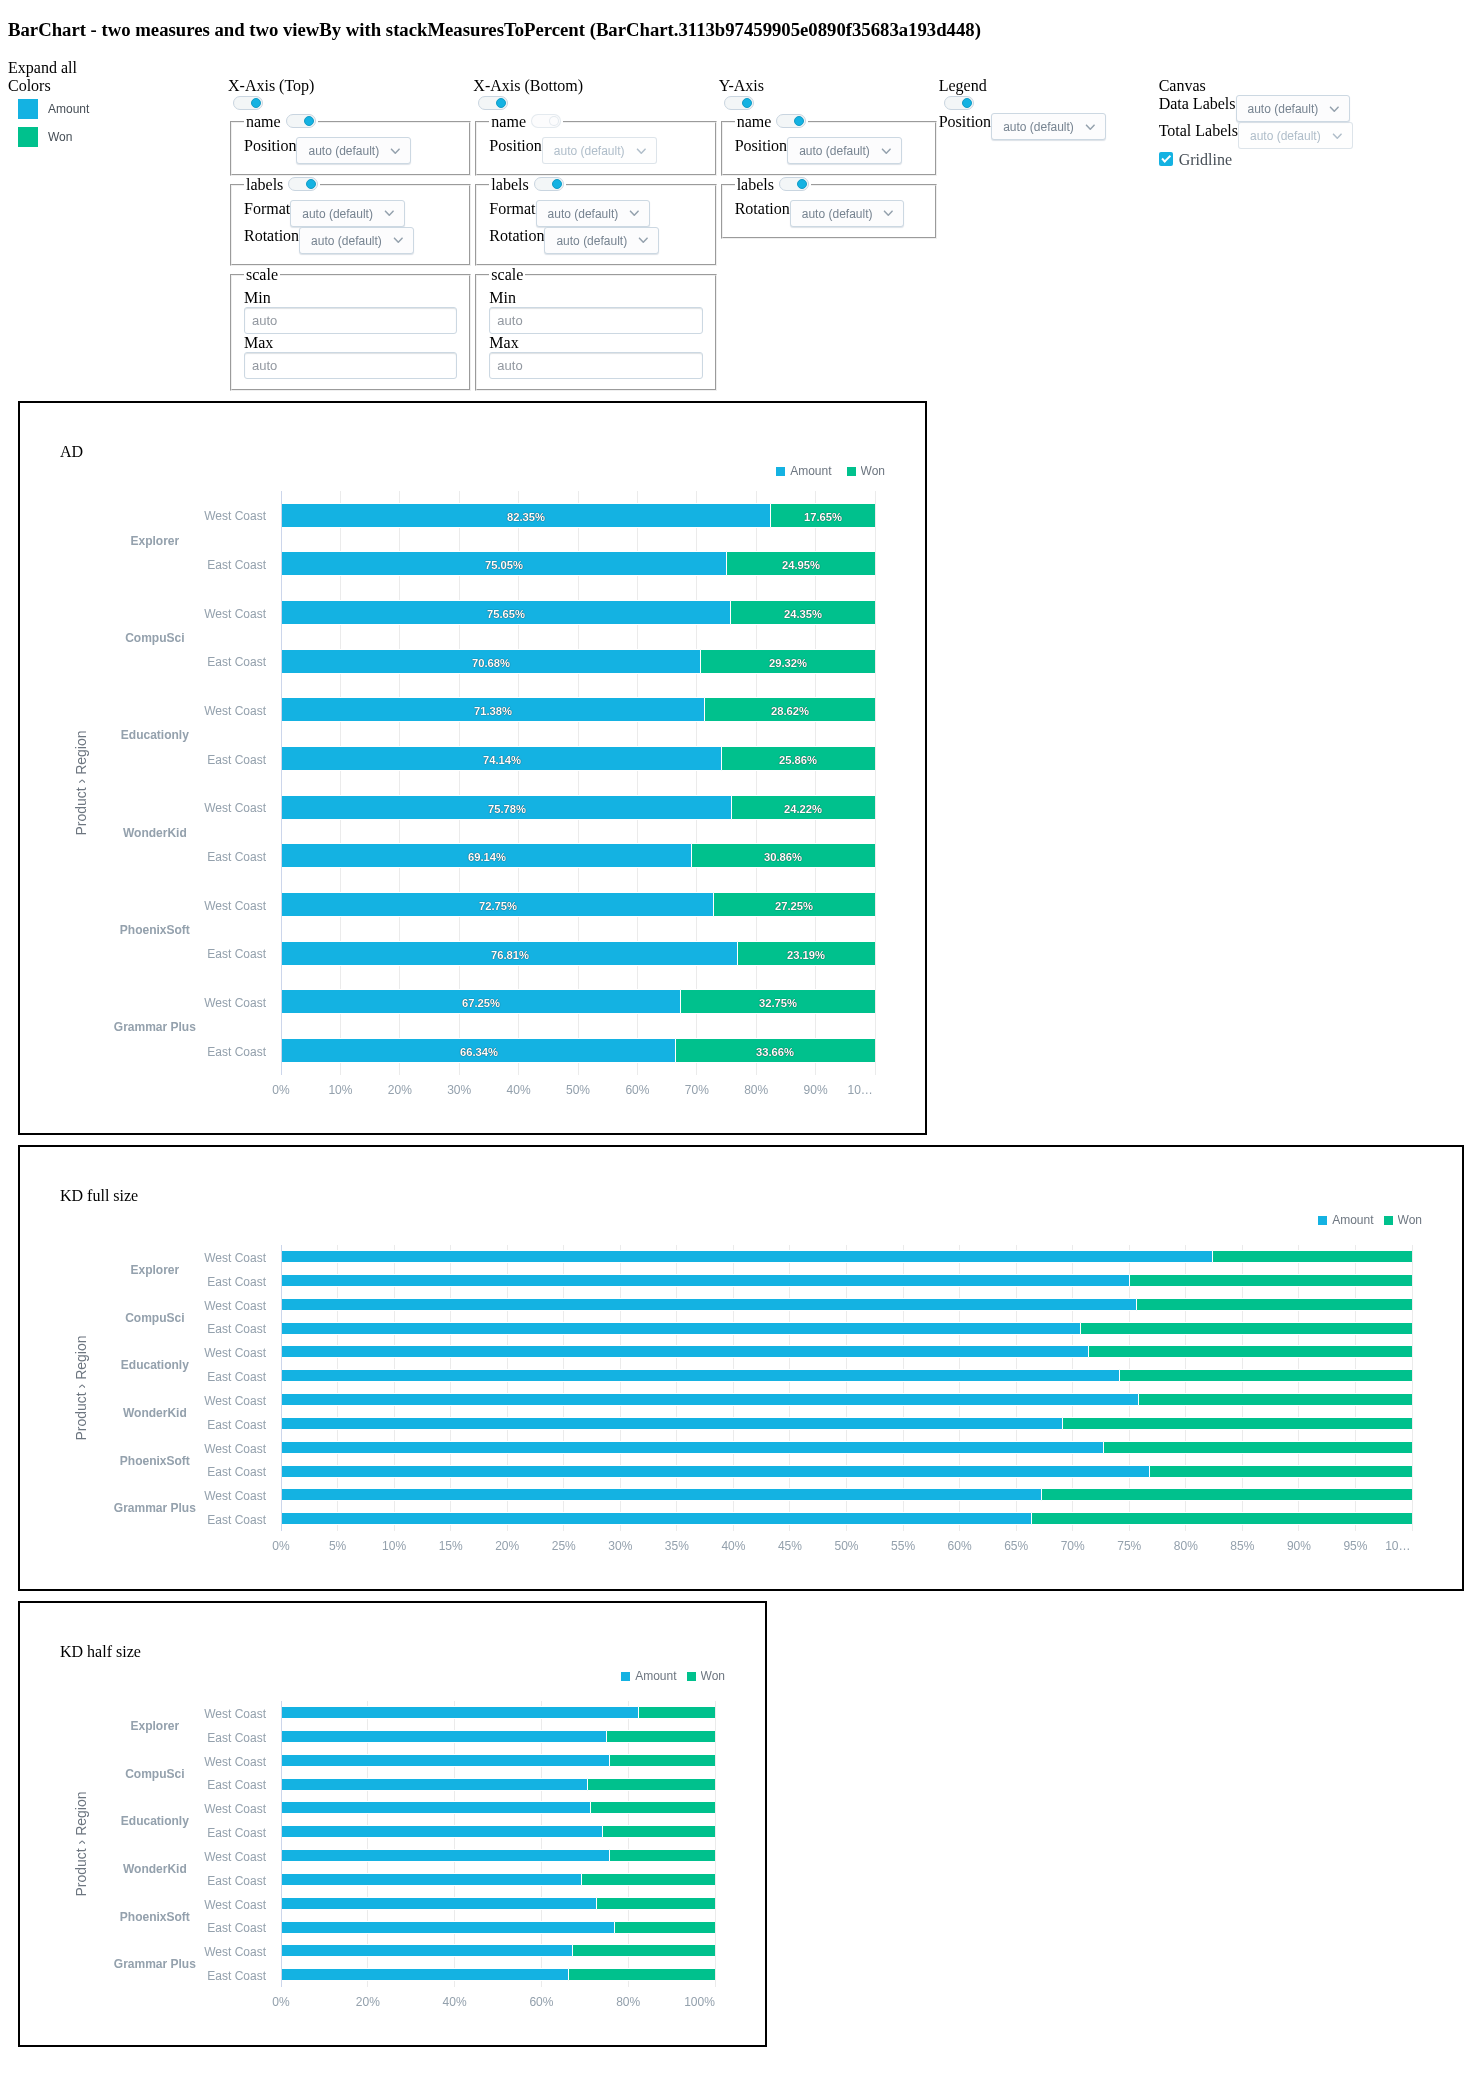 BarChart - two measures and two viewBy with stackMeasuresToPercent (BarChart.3113b97459905e0890f35683a193d448)
Expand all
Colors
Amount
Won
X-Axis (Top)
name
Position auto (default)
labels
Format auto (default)
Rotation auto (default)
scale
Min
auto
Max
auto
X-Axis (Bottom)
name
Position auto (default)
labels
Format auto (default)
Rotation auto (default)
scale
Min
auto
Max
auto
Y-Axis
name
Position auto (default)
labels
Rotation auto (default)
Legend
Position auto (default)
Canvas
Data Labels auto (default)
Total Labels auto (default)
Gridline
AD
Amount Won
Product › Region
Explorer
West Coast 82.35% 17.65%
East Coast 75.05% 24.95%
CompuSci
West Coast 75.65% 24.35%
East Coast 70.68% 29.32%
Educationly
West Coast 71.38% 28.62%
East Coast 74.14% 25.86%
WonderKid
West Coast 75.78% 24.22%
East Coast 69.14% 30.86%
PhoenixSoft
West Coast 72.75% 27.25%
East Coast 76.81% 23.19%
Grammar Plus
West Coast 67.25% 32.75%
East Coast 66.34% 33.66%
0% 10% 20% 30% 40% 50% 60% 70% 80% 90% 10…
KD full size
Amount Won
Product › Region
Explorer
West Coast
East Coast
CompuSci
West Coast
East Coast
Educationly
West Coast
East Coast
WonderKid
West Coast
East Coast
PhoenixSoft
West Coast
East Coast
Grammar Plus
West Coast
East Coast
0% 5% 10% 15% 20% 25% 30% 35% 40% 45% 50% 55% 60% 65% 70% 75% 80% 85% 90% 95% 10…
KD half size
Amount Won
Product › Region
Explorer
West Coast
East Coast
CompuSci
West Coast
East Coast
Educationly
West Coast
East Coast
WonderKid
West Coast
East Coast
PhoenixSoft
West Coast
East Coast
Grammar Plus
West Coast
East Coast
0% 20% 40% 60% 80% 100%